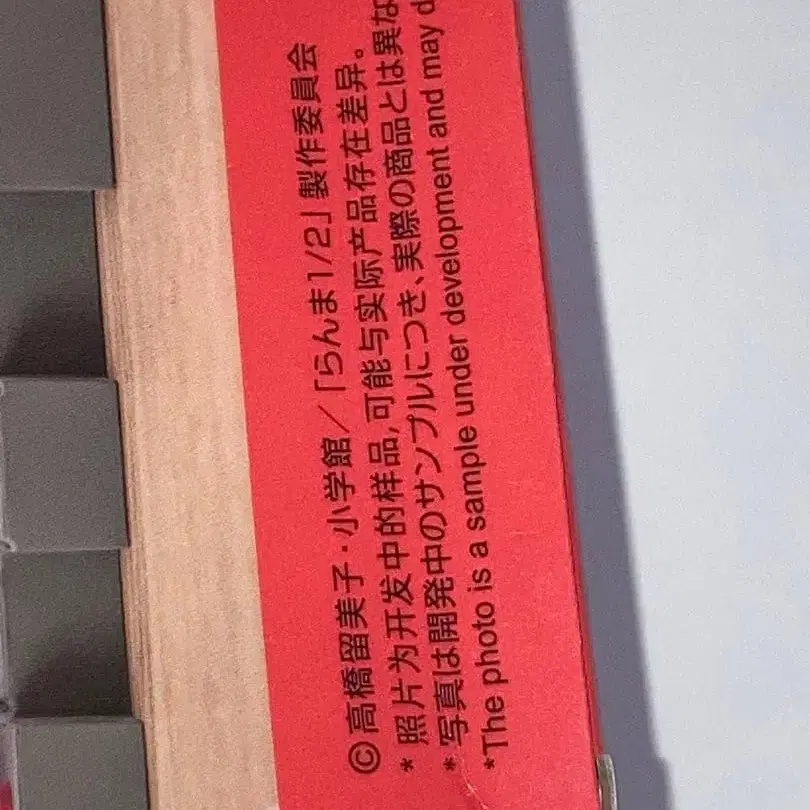 ©高橋留美子・小学館／「らんま1/2」製作委員会
*照片为开发中的样品,可能与实际产品存在差异。
*写真は開発中のサンプルにつき、実際の商品とは異な
*The photo is a sample under development and may d